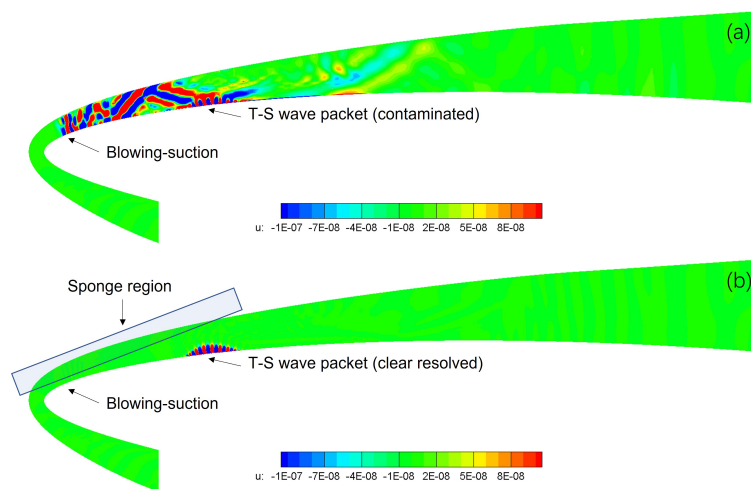 (a)
T-S wave packet (contaminated)
Blowing-suction
u: -1E-07 -7E-08 -4E-08 -1E-08 2E-08 5E-08 8E-08
(b)
Sponge region
T-S wave packet (clear resolved)
Blowing-suction
u: -1E-07 -7E-08 -4E-08 -1E-08 2E-08 5E-08 8E-08